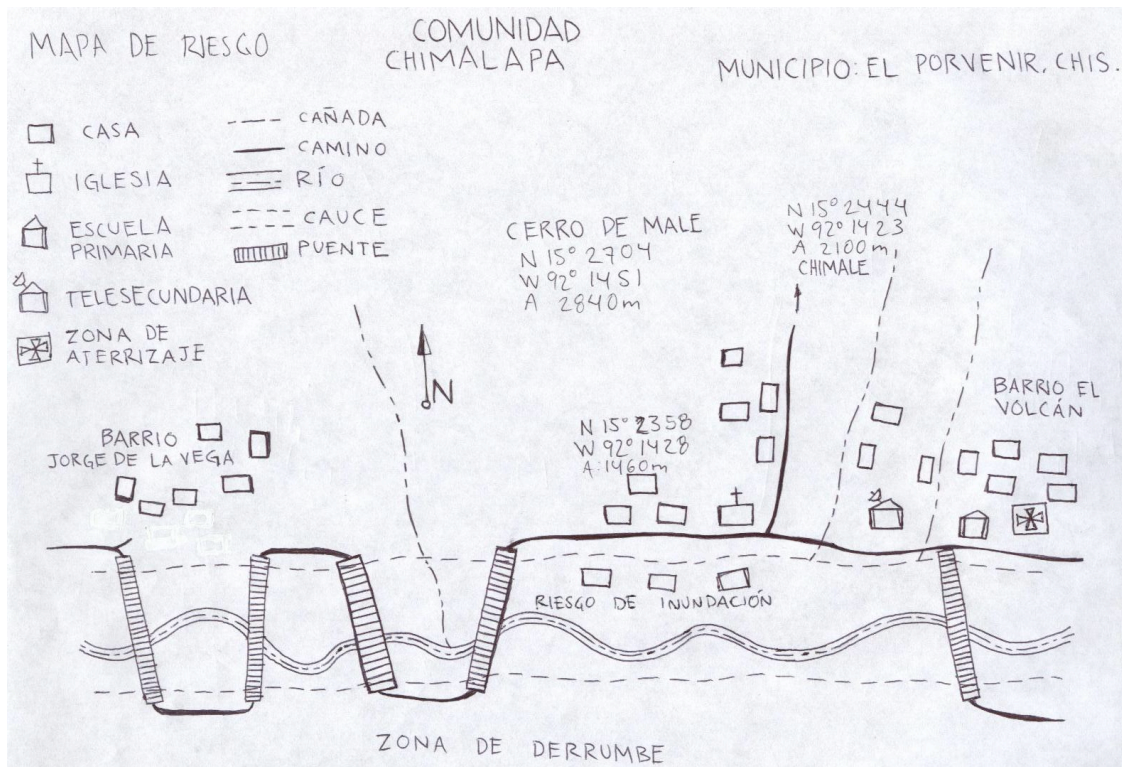 MAPA DE RIESGO
COMUNIDAD
CHIMALAPA
MUNICIPIO: EL PORVENIR, CHIS.
CASA
IGLESIA
ESCUELA
PRIMARIA
TELESECUNDARIA
ZONA DE
ATERRIZAJE
CAÑADA
CAMINO
RÍO
CAUCE
PUENTE
CERRO DE MALE
N 15° 2704
W 92° 1451
A 2840m
N 15° 2444
W 92° 1423
A 2100m
CHIMALE
N
BARRIO
JORGE DE LA VEGA
N 15° 2358
W 92° 1428
A: 1460m
BARRIO EL
VOLCÁN
RIESGO DE INUNDACIÓN
ZONA DE DERRUMBE